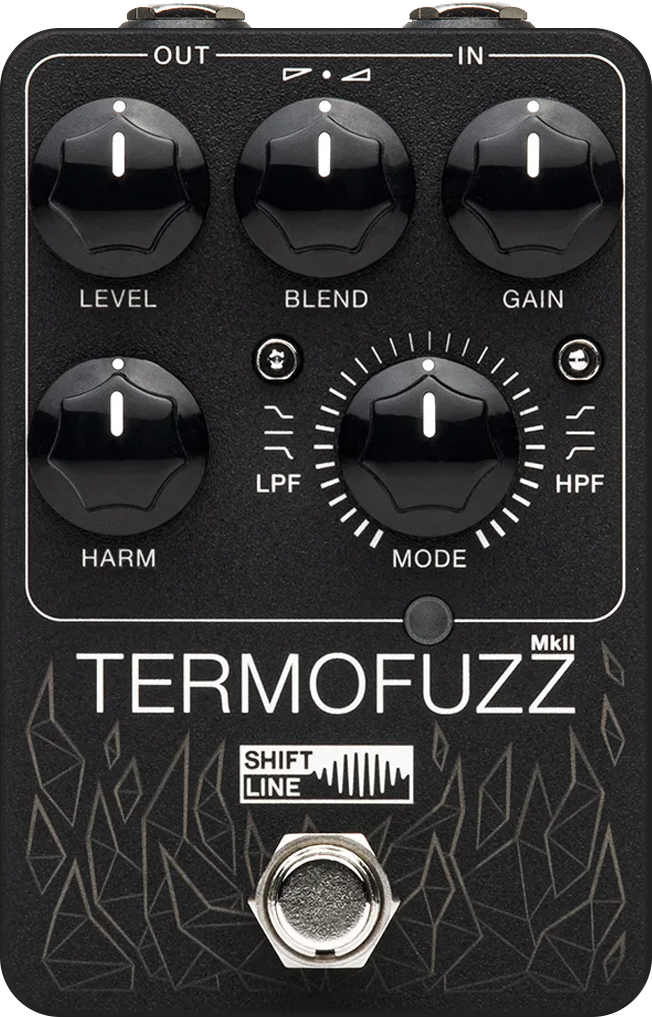 OUT
IN
LEVEL
BLEND
GAIN
LPF
HPF
HARM
MODE
MkII
TERMOFUZZ
SHIFT
LINE